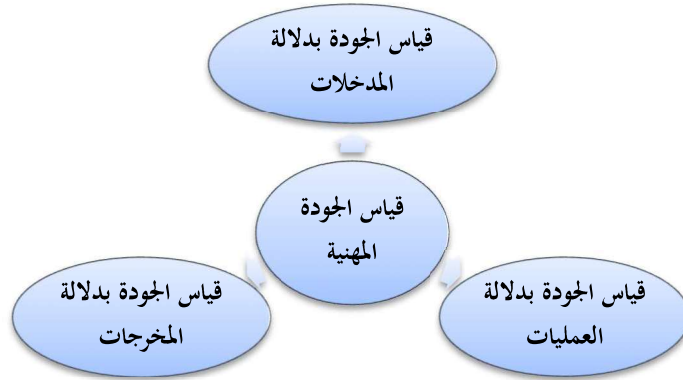 قياس الجودة بدلالة
المدخلات
قياس الجودة
المهنية
قياس الجودة بدلالة
العمليات
قياس الجودة بدلالة
المخرجات